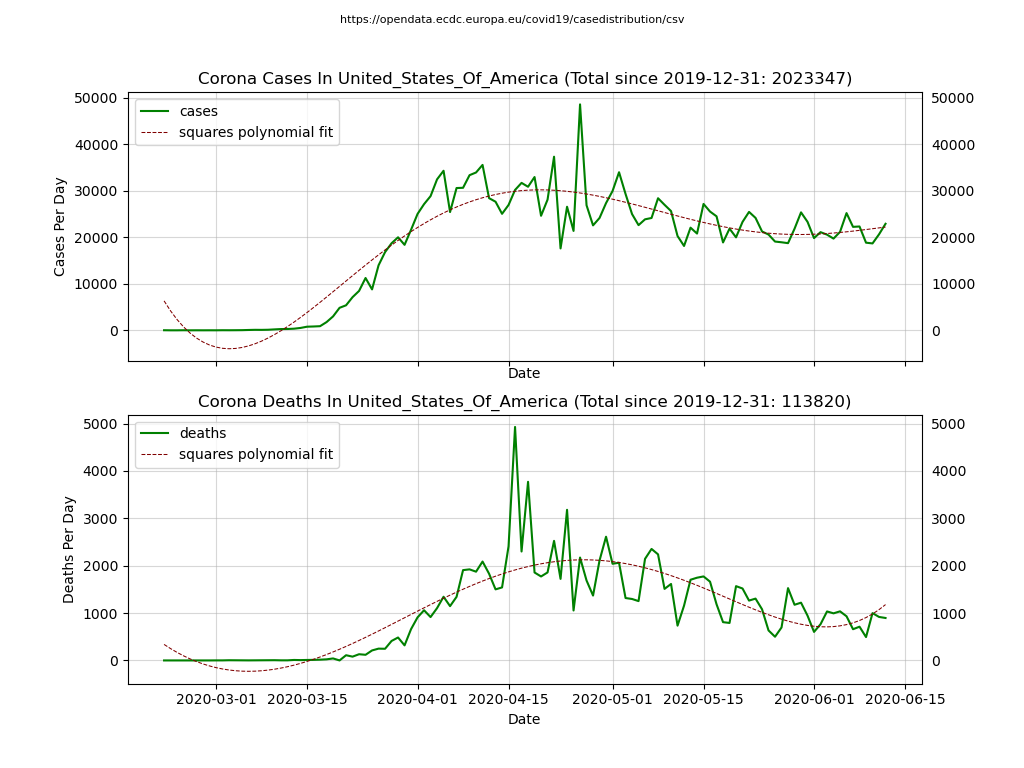 https://opendata.ecdc.europa.eu/covid19/casedistribution/csv
Corona Cases In United_States_Of_America (Total since 2019-12-31: 2023347)
50000
40000
30000
20000
10000
0
Cases Per Day
cases
squares polynomial fit
50000
40000
30000
20000
10000
0
Date
Corona Deaths In United_States_Of_America (Total since 2019-12-31: 113820)
5000
4000
3000
2000
1000
0
Deaths Per Day
deaths
squares polynomial fit
5000
4000
3000
2000
1000
0
2020-03-01 2020-03-15 2020-04-01 2020-04-15 2020-05-01 2020-05-15 2020-06-01 2020-06-15
Date